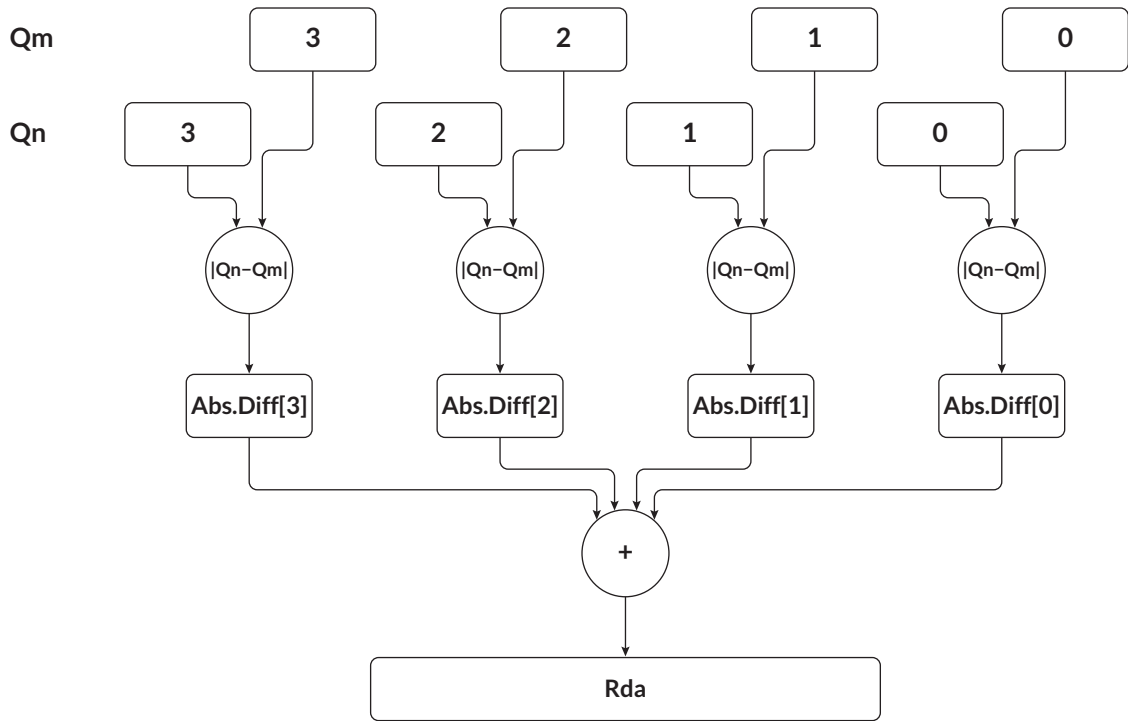 Qm 3 2 1 0
Qn 3 2 1 0
|Qn–Qm| |Qn–Qm| |Qn–Qm| |Qn–Qm|
Abs.Diff[3] Abs.Diff[2] Abs.Diff[1] Abs.Diff[0]
+
Rda